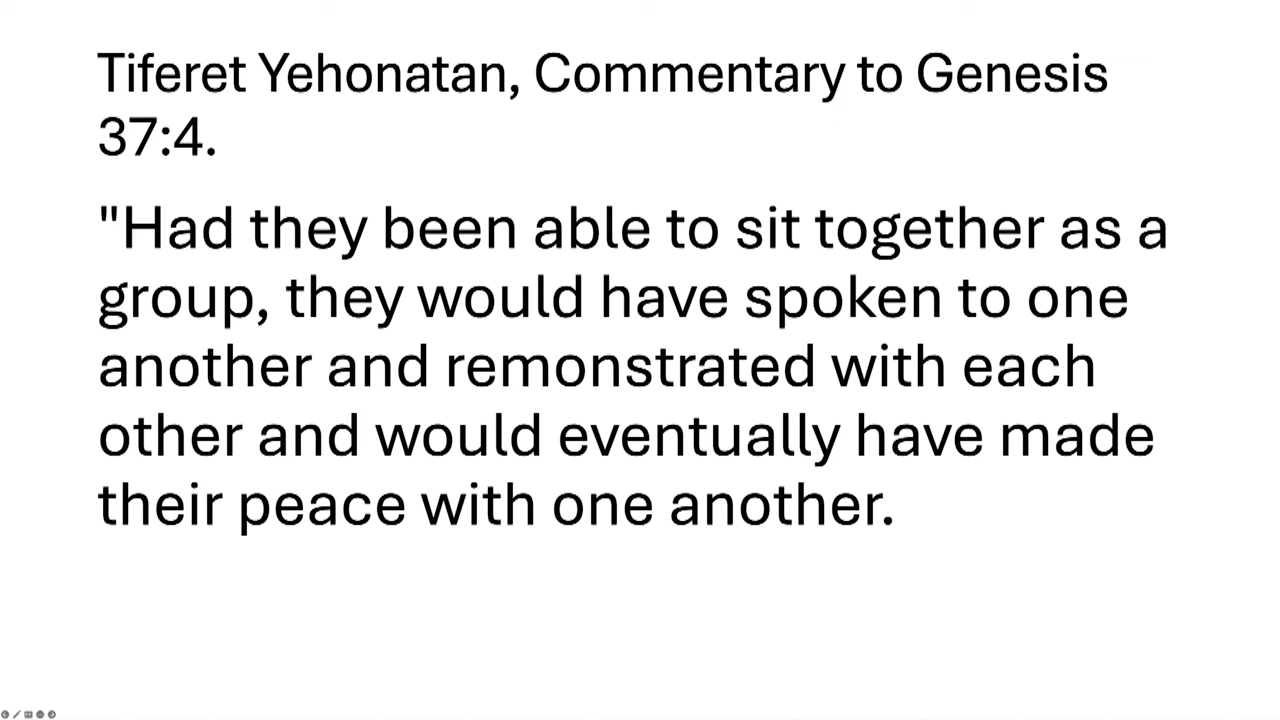 Tiferet Yehonatan, Commentary to Genesis
37:4.
"Had they been able to sit together as a
group, they would have spoken to one
another and remonstrated with each
other and would eventually have made
their peace with one another.